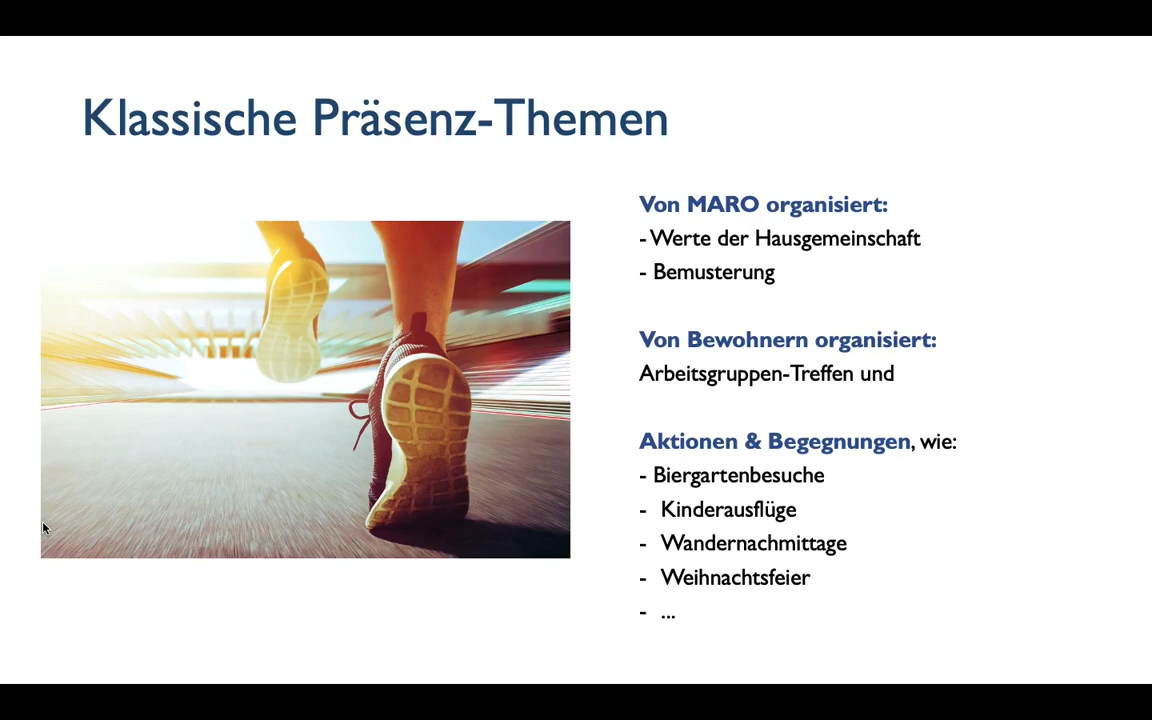 Klassische Präsenz-Themen
Von MARO organisiert:
- Werte der Hausgemeinschaft
- Bemusterung
Von Bewohnern organisiert:
Arbeitsgruppen-Treffen und
Aktionen & Begegnungen, wie:
- Biergartenbesuche
- Kinderausflüge
- Wandernachmittage
- Weihnachtsfeier
- ...